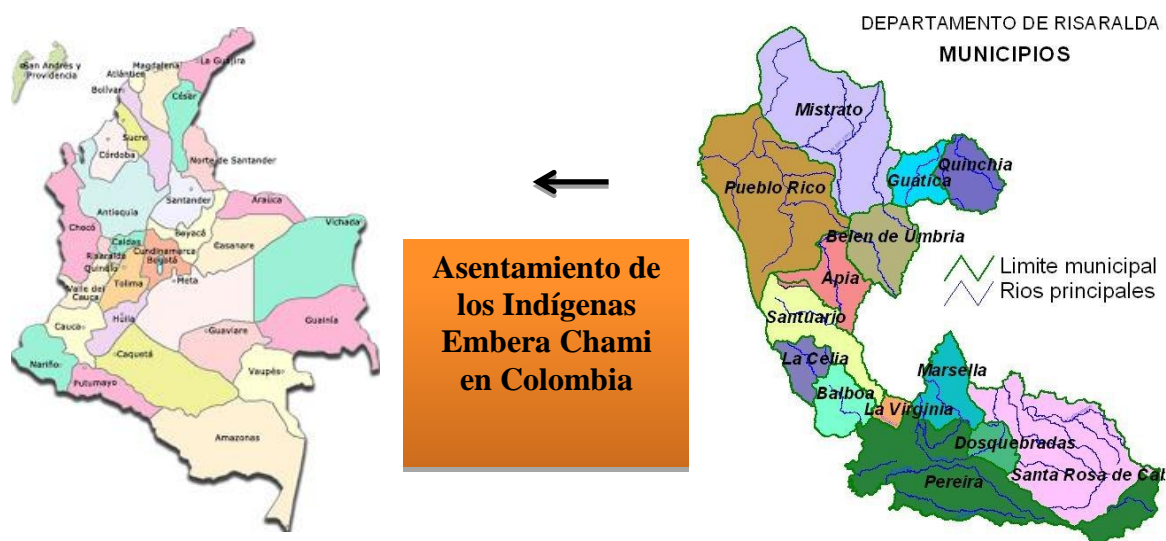 San Andrés y
Providencia
La Guajira
Magdalena
Atlántico
Bolívar
César
Sucre
Córdoba
Norte de Santander
Santander
Antioquia
Araúca
Vichada
Chocó
Boyacá
Casanare
Caldas
Cundinamarca
Risaralda
Bogotá
Quindío
Meta
Valle del
Cauca
Tolima
Guainía
Cauca
Huila
Guaviare
Nariño
Caquetá
Vaupés
Putumayo
Amazonas
Asentamiento de
los Indígenas
Embera Chami
en Colombia
DEPARTAMENTO DE RISARALDA
MUNICIPIOS
Mistrato
Quinchia
Guatica
Pueblo Rico
Belen de Umbria
Limite municipal
Rios principales
Apia
Santuario
La Celia
Marsella
Balboa
La Virginia
Dosquebradas
Santa Rosa de Cab
Pereira